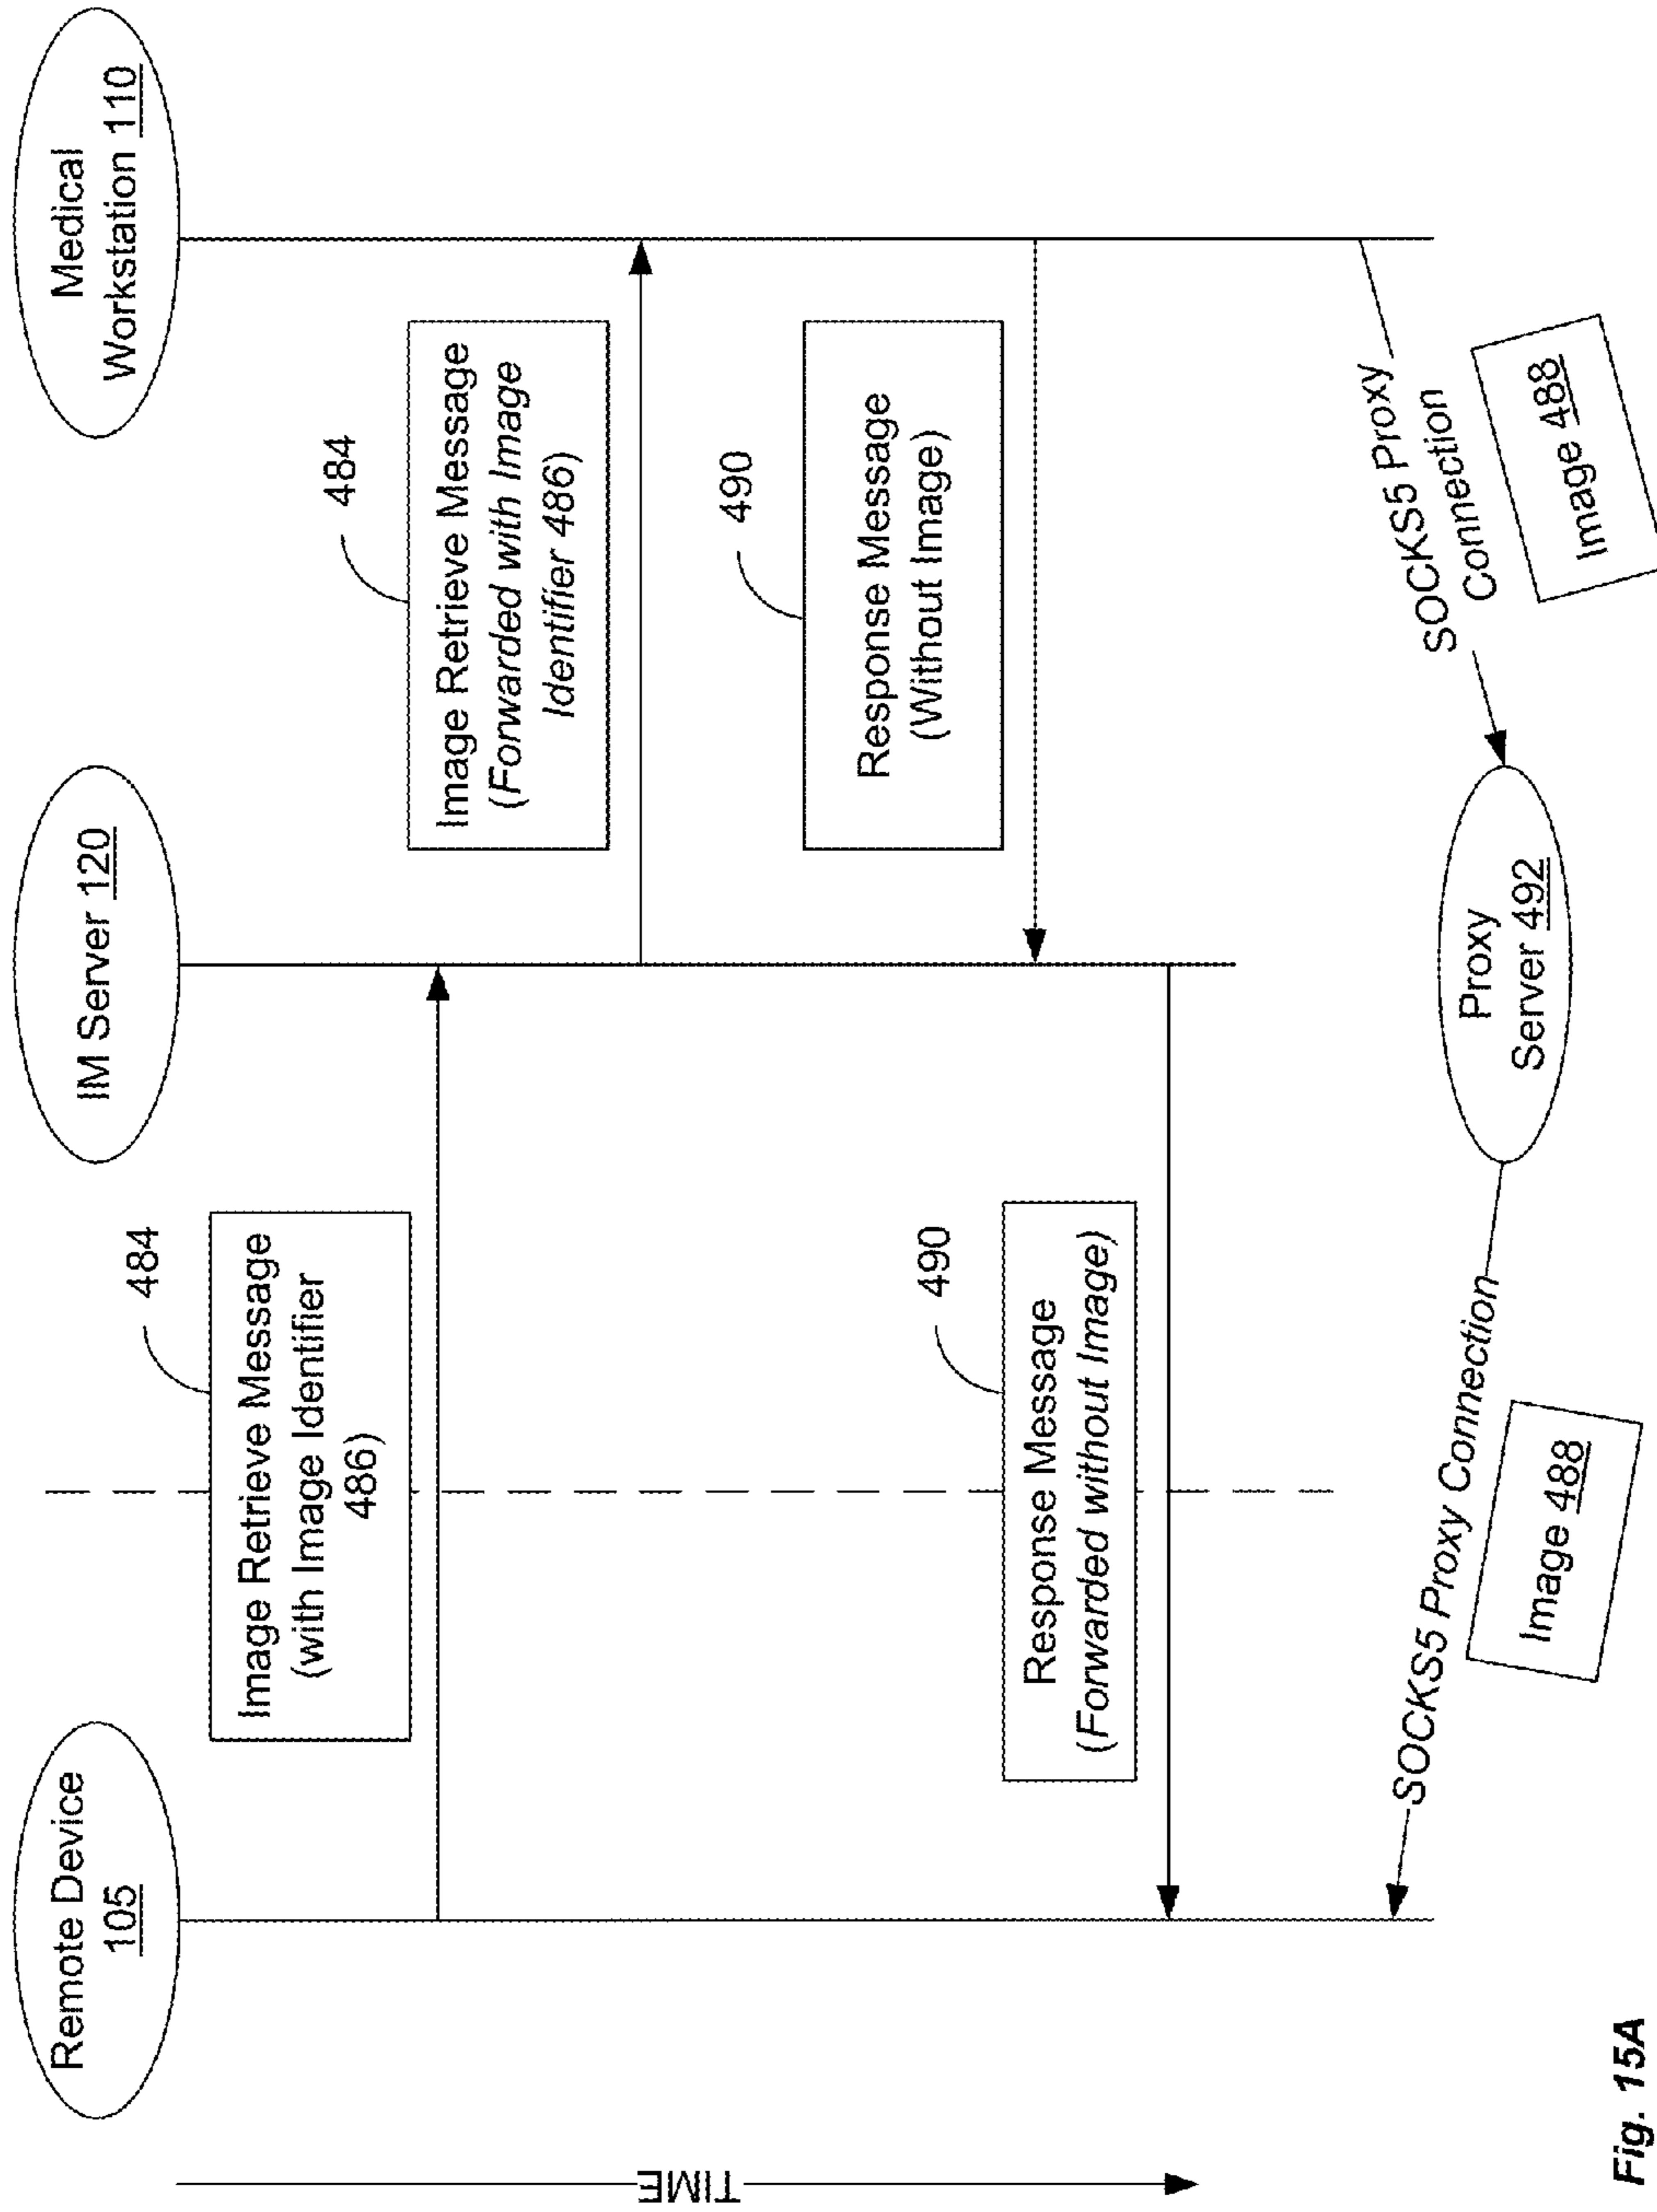 Remote Device
105
IM Server 120
Medical
Workstation 110
484
Image Retrieve Message
(with Image Identifier
486)
484
Image Retrieve Message
(Forwarded with Image
Identifier 486)
490
Response Message
(Without Image)
490
Response Message
(Forwarded without Image)
TIME
SOCKS5 Proxy
Connection
Image 488
Proxy
Server 492
SOCKS5 Proxy Connection
Image 488
Fig. 15A